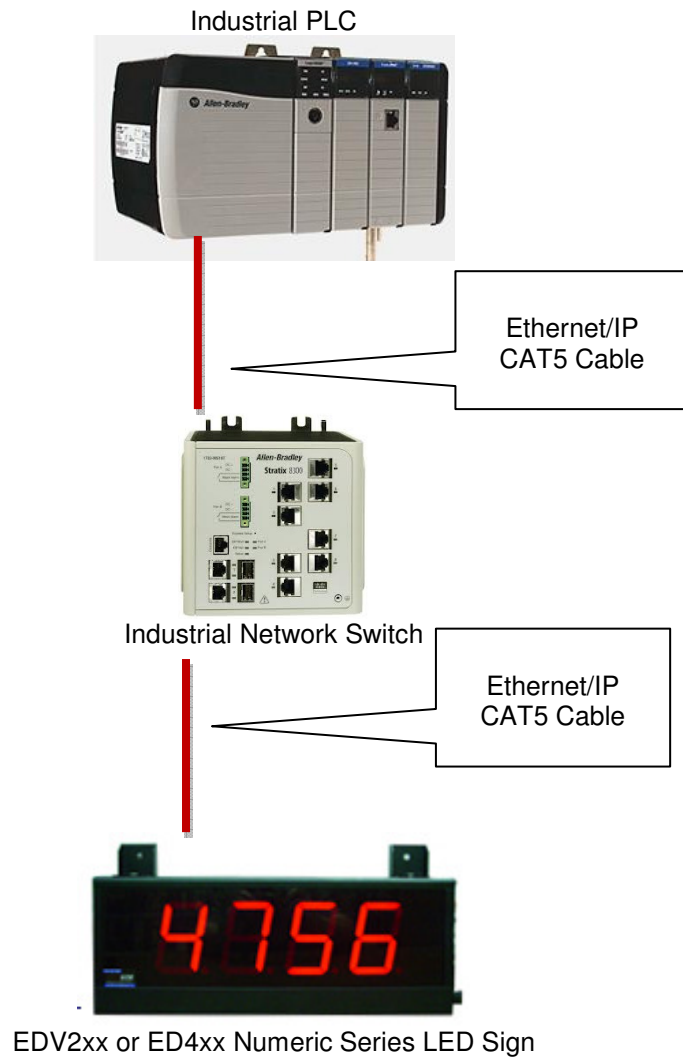 Industrial PLC
Allen-Bradley
Ethernet/IP
CAT5 Cable
Allen-Bradley
Stratix 8300
Industrial Network Switch
Ethernet/IP
CAT5 Cable
4756
EDV2xx or ED4xx Numeric Series LED Sign